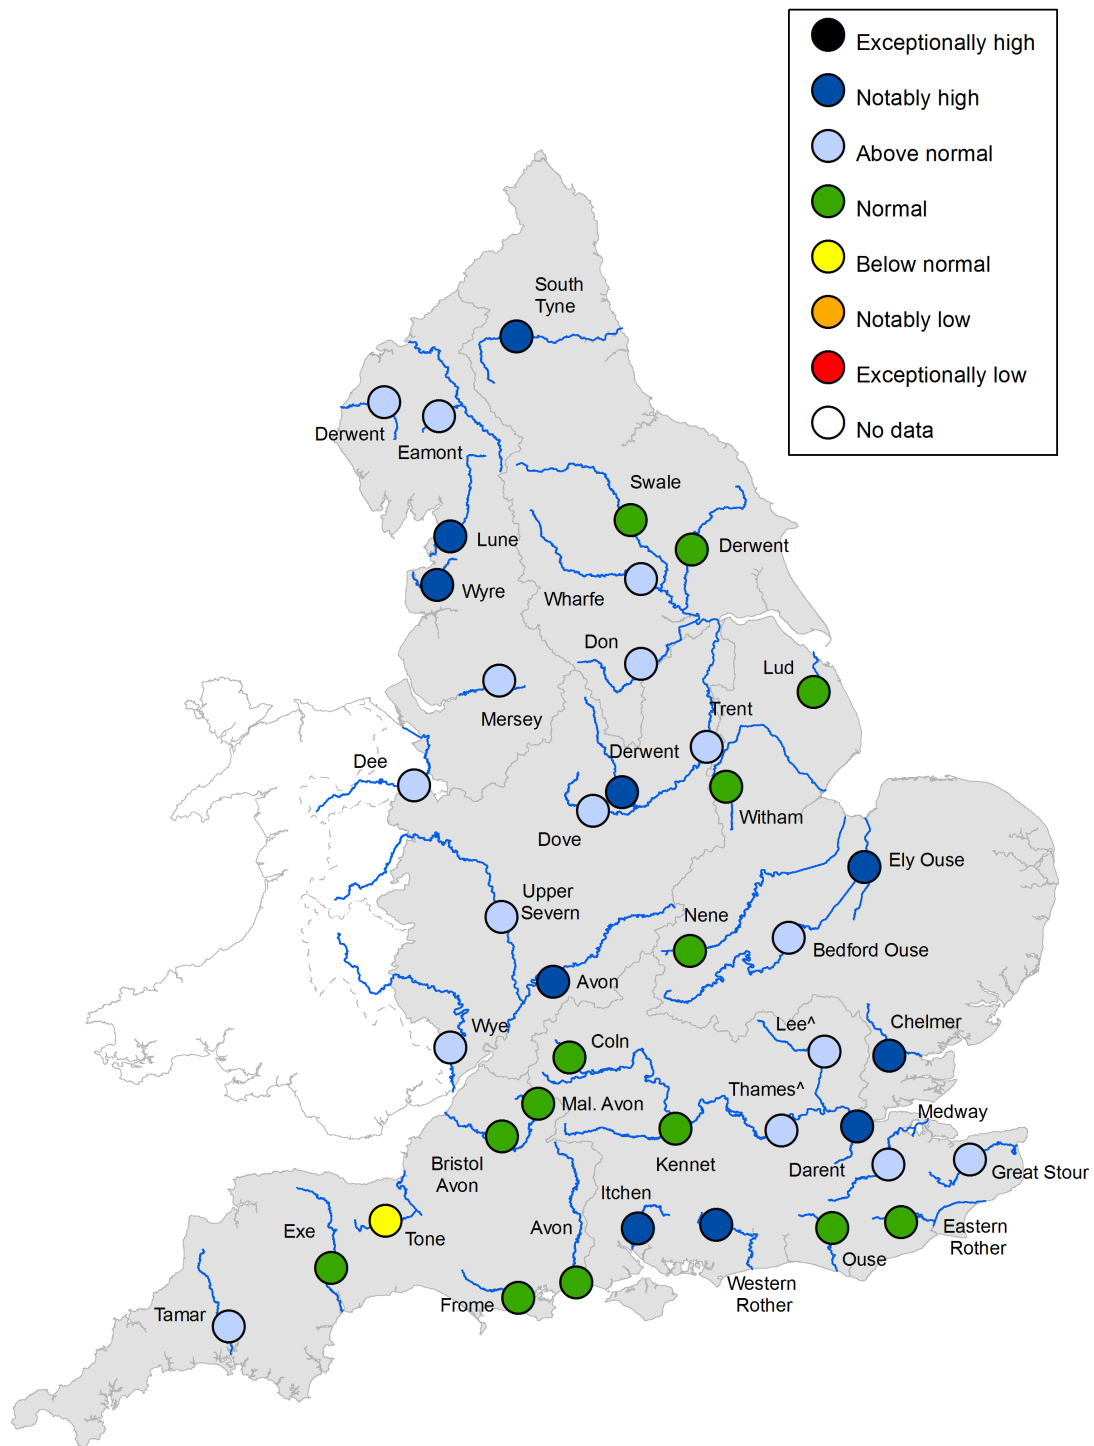 Exceptionally high
Notably high
Above normal
Normal
Below normal
Notably low
Exceptionally low
No data
South
Tyne
Derwent
Eamont
Swale
Lune
Derwent
Wyre
Wharfe
Don
Lud
Mersey
Trent
Derwent
Dee
Witham
Dove
Ely Ouse
Upper
Severn
Nene
Bedford Ouse
Avon
Wye
Lee^
Chelmer
Coln
Thames^
Mal. Avon
Medway
Bristol
Avon
Kennet
Darent
Great Stour
Itchen
Exe
Tone
Avon
Eastern
Rother
Ouse
Western
Rother
Frome
Tamar